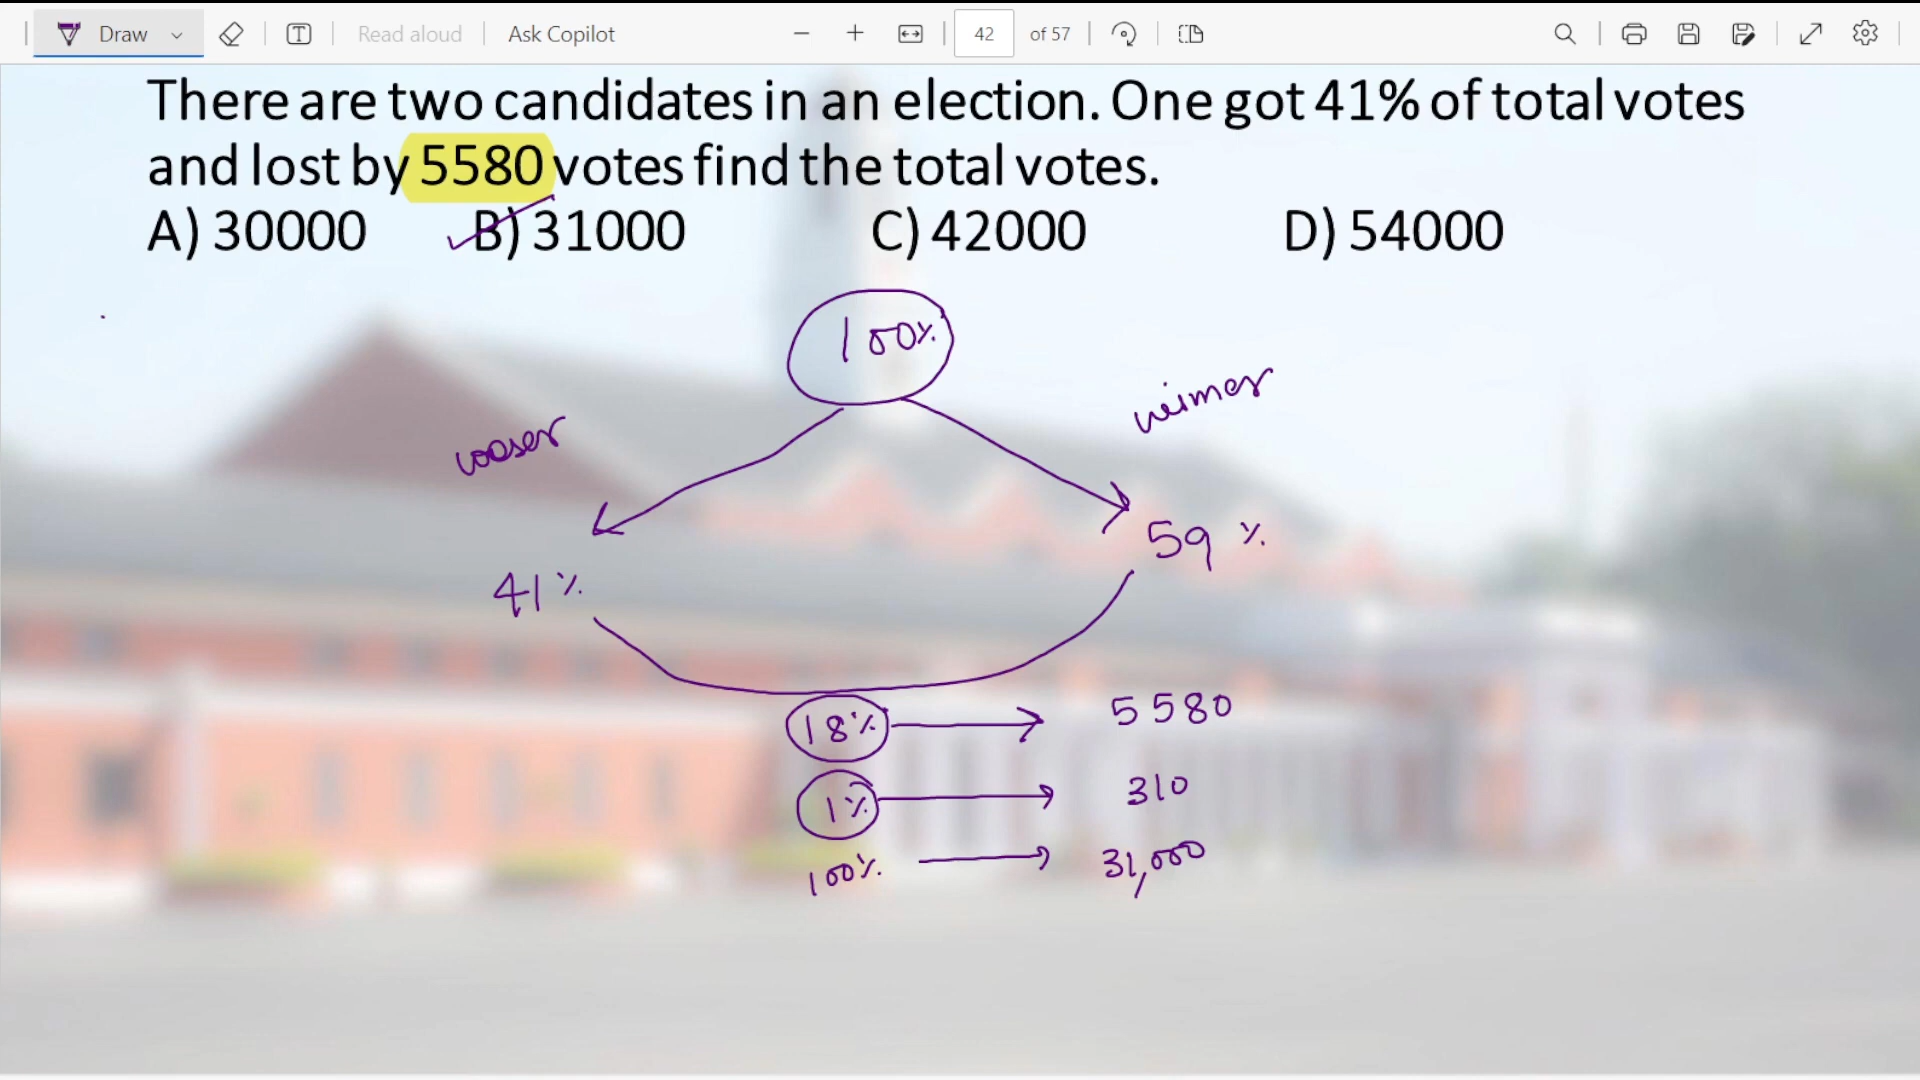 Draw Read aloud Ask Copilot 42 of 57
There are two candidates in an election. One got 41% of total votes
and lost by 5580 votes find the total votes.
A) 30000 B) 31000 C) 42000 D) 54000
100%
41%
59%
18% 5580
1% 310
100% 31,000